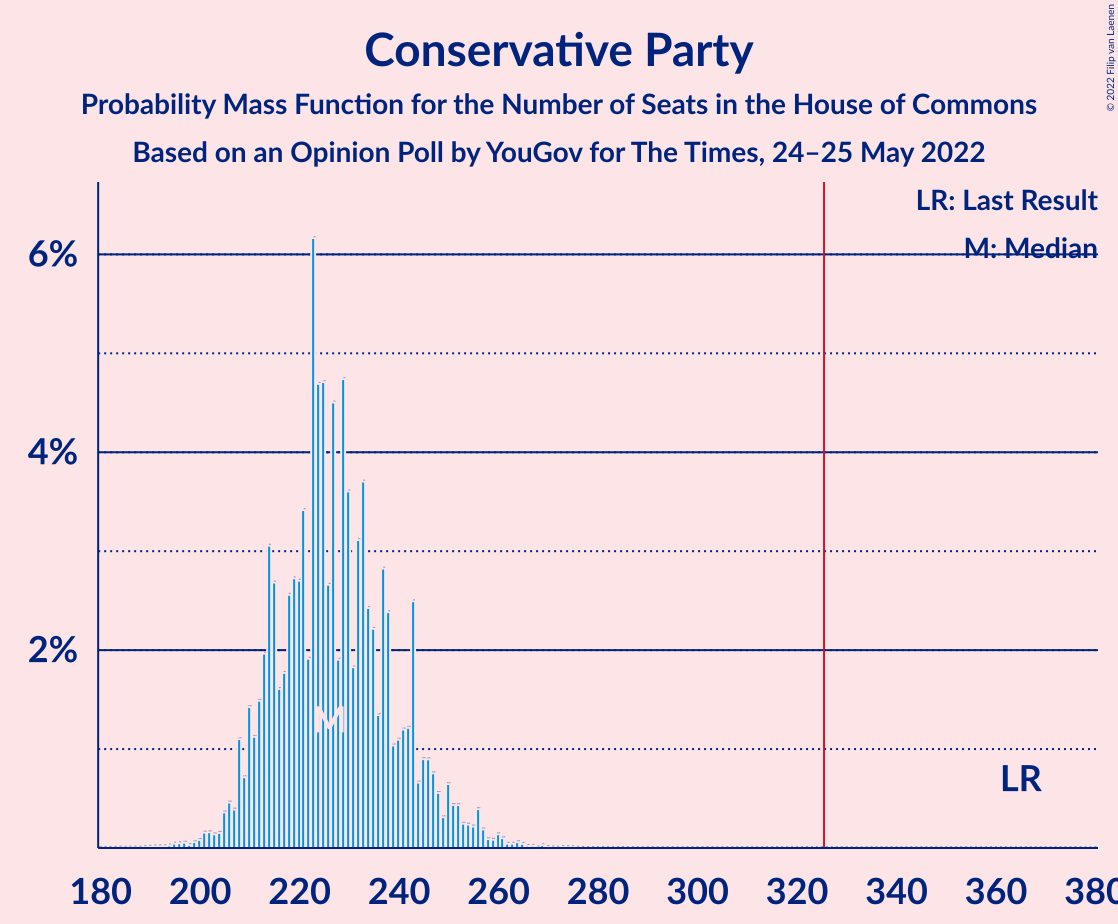 Conservative Party
Probability Mass Function for the Number of Seats in the House of Commons
Based on an Opinion Poll by YouGov for The Times, 24–25 May 2022
© 2022 Filip van Laenen
LR: Last Result
M: Median
6%
4%
2%
M
LR
180 200 220 240 260 280 300 320 340 360 380